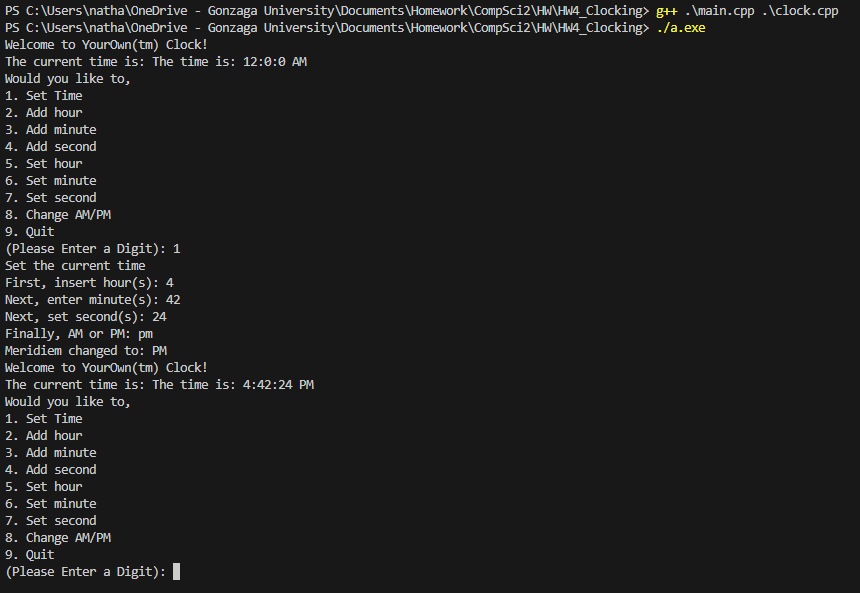 PS C:\Users\natha\OneDrive - Gonzaga University\Documents\Homework\CompSci2\HW\HW4_Clocking> g++ .\main.cpp .\clock.cpp
PS C:\Users\natha\OneDrive - Gonzaga University\Documents\Homework\CompSci2\HW\HW4_Clocking> ./a.exe
Welcome to YourOwn(tm) Clock!
The current time is: The time is: 12:0:0 AM
Would you like to,
1. Set Time
2. Add hour
3. Add minute
4. Add second
5. Set hour
6. Set minute
7. Set second
8. Change AM/PM
9. Quit
(Please Enter a Digit): 1
Set the current time
First, insert hour(s): 4
Next, enter minute(s): 42
Next, set second(s): 24
Finally, AM or PM: pm
Meridiem changed to: PM
Welcome to YourOwn(tm) Clock!
The current time is: The time is: 4:42:24 PM
Would you like to,
1. Set Time
2. Add hour
3. Add minute
4. Add second
5. Set hour
6. Set minute
7. Set second
8. Change AM/PM
9. Quit
(Please Enter a Digit):